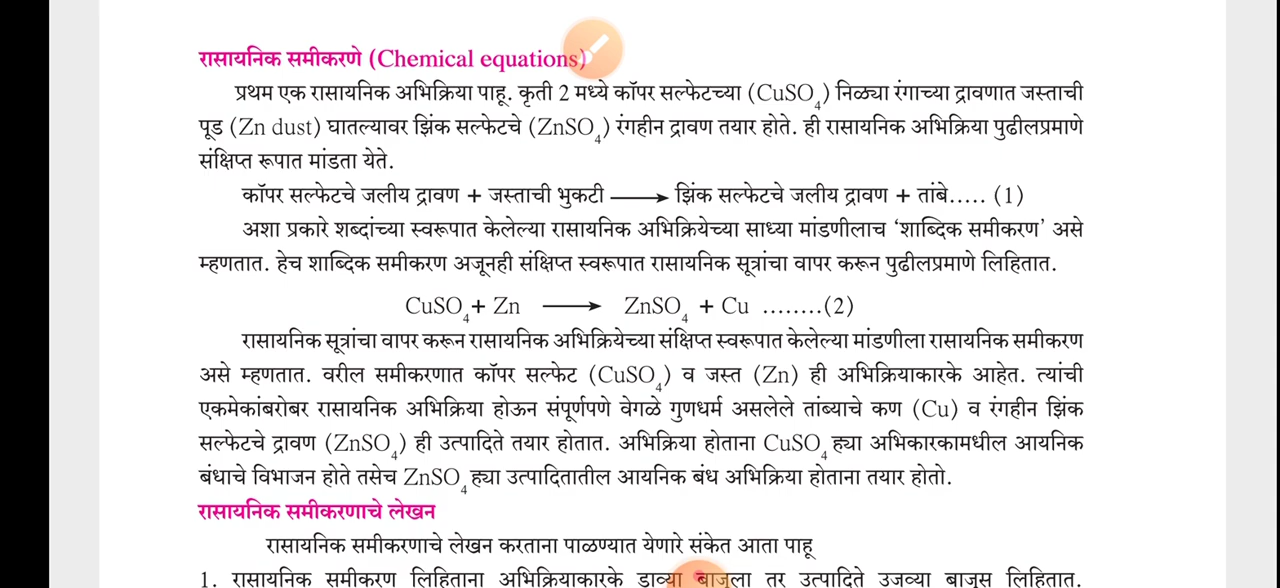 रासायनिक समीकरणे (Chemical equations)
प्रथम एक रासायनिक अभिक्रिया पाहू. कृती 2 मध्ये कॉपर सल्फेटच्या (CuSO₄) निळ्या रंगाच्या द्रावणात जस्ताची
पूड (Zn dust) घातल्यावर झिंक सल्फेटचे (ZnSO₄) रंगहीन द्रावण तयार होते. ही रासायनिक अभिक्रिया पुढीलप्रमाणे
संक्षिप्त रूपात मांडता येते.
कॉपर सल्फेटचे जलीय द्रावण + जस्ताची भुकटी ⟶ झिंक सल्फेटचे जलीय द्रावण + तांबे..... (1)
अशा प्रकारे शब्दांच्या स्वरूपात केलेल्या रासायनिक अभिक्रियेच्या साध्या मांडणीलाच ‘शाब्दिक समीकरण’ असे
म्हणतात. हेच शाब्दिक समीकरण अजूनही संक्षिप्त स्वरूपात रासायनिक सूत्रांचा वापर करून पुढीलप्रमाणे लिहितात.
CuSO₄ + Zn ⟶ ZnSO₄ + Cu ........(2)
रासायनिक सूत्रांचा वापर करून रासायनिक अभिक्रियेच्या संक्षिप्त स्वरूपात केलेल्या मांडणीला रासायनिक समीकरण
असे म्हणतात. वरील समीकरणात कॉपर सल्फेट (CuSO₄) व जस्त (Zn) ही अभिक्रियाकारके आहेत. त्यांची
एकमेकांबरोबर रासायनिक अभिक्रिया होऊन संपूर्णपणे वेगळे गुणधर्म असलेले तांब्याचे कण (Cu) व रंगहीन झिंक
सल्फेटचे द्रावण (ZnSO₄) ही उत्पादिते तयार होतात. अभिक्रिया होताना CuSO₄ ह्या अभिकारकामधील आयनिक
बंधाचे विभाजन होते तसेच ZnSO₄ ह्या उत्पादितातील आयनिक बंध अभिक्रिया होताना तयार होतो.
रासायनिक समीकरणाचे लेखन
रासायनिक समीकरणाचे लेखन करताना पाळण्यात येणारे संकेत आता पाहू
1. रासायनिक समीकरण लिहिताना अभिक्रियाकारके डाव्या बाजूला तर उत्पादिते उजव्या बाजूस लिहितात.